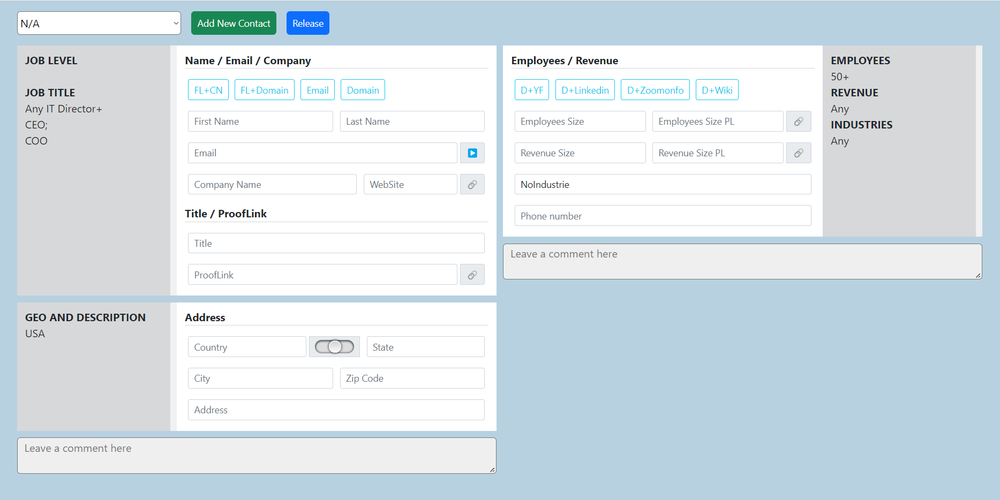 N/A
Add New Contact
Release
JOB LEVEL
JOB TITLE
Any IT Director+
CEO;
COO
Name / Email / Company
FL+CN FL+Domain Email Domain
First Name Last Name
Email
Company Name WebSite
Title / ProofLink
Title
ProofLink
Employees / Revenue
D+YF D+Linkedin D+Zoomonfo D+Wiki
Employees Size Employees Size PL
Revenue Size Revenue Size PL
NoIndustrie
Phone number
EMPLOYEES
50+
REVENUE
Any
INDUSTRIES
Any
Leave a comment here
GEO AND DESCRIPTION
USA
Address
Country State
City Zip Code
Address
Leave a comment here